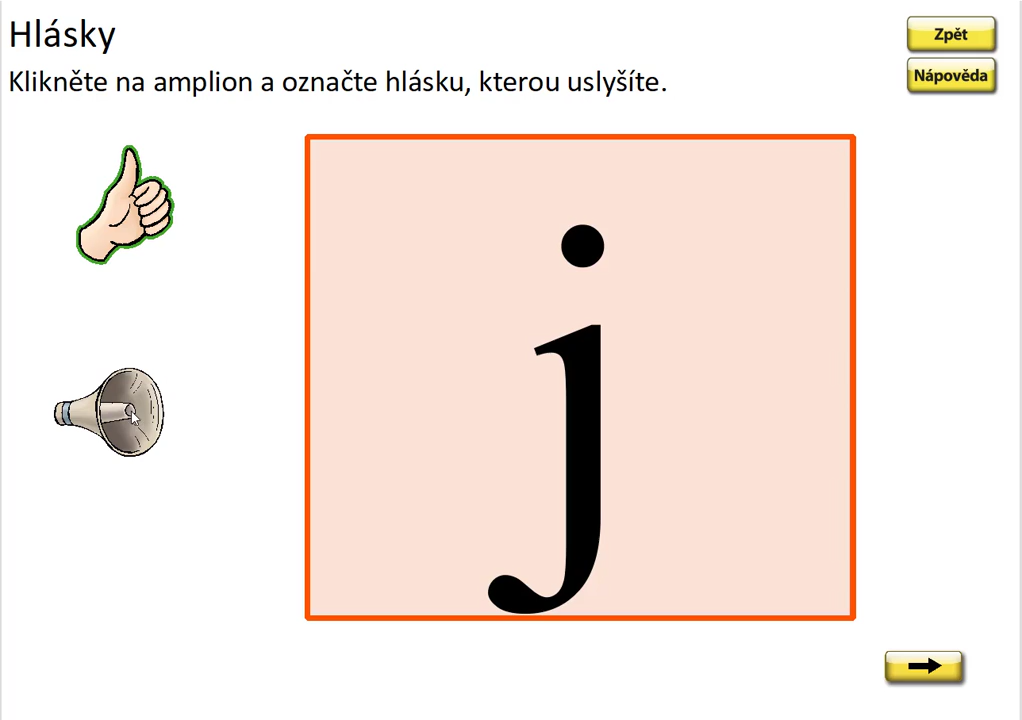 Hlásky
Zpět
Klikněte na amplion a označte hlásku, kterou uslyšíte.
Nápověda
j